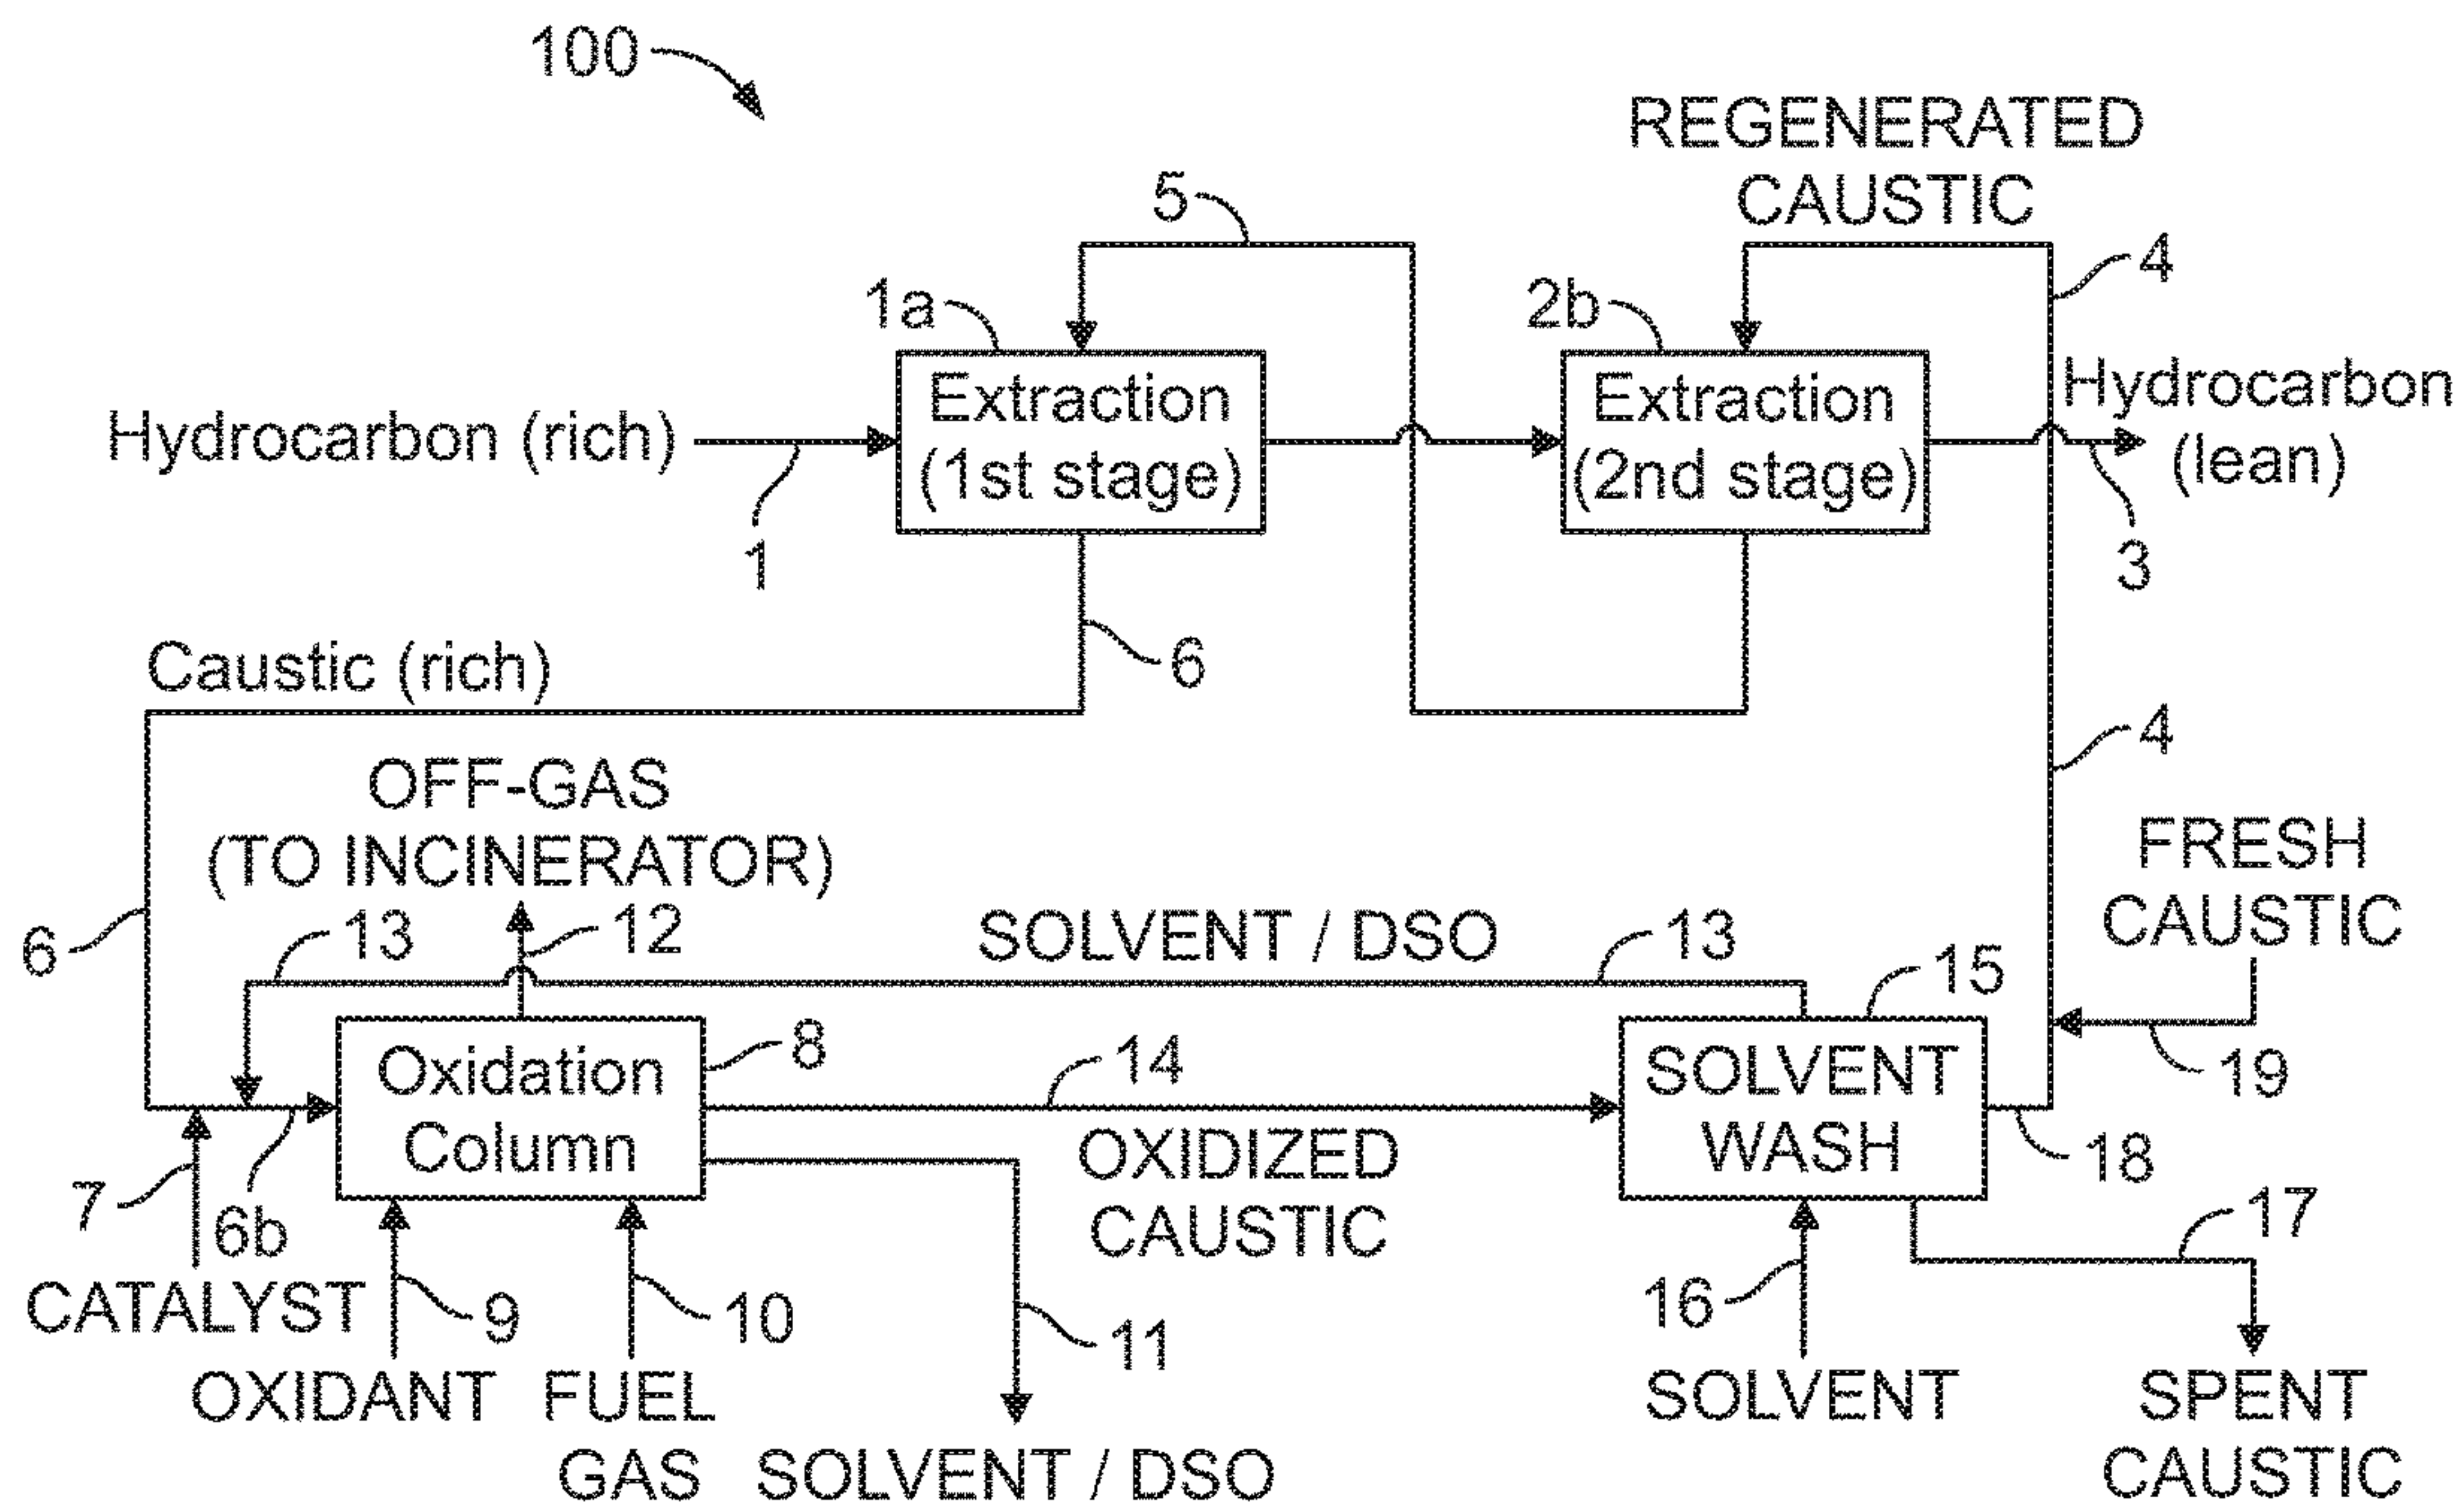 100
REGENERATED
CAUSTIC
5
4
1a
2b
Extraction
(1st stage)
Extraction
(2nd stage)
Hydrocarbon (rich)
Hydrocarbon
(lean)
1
3
6
Caustic (rich)
4
OFF-GAS
(TO INCINERATOR)
FRESH
CAUSTIC
6
13
12
SOLVENT / DSO
13
15
8
14
19
Oxidation
Column
SOLVENT
WASH
OXIDIZED
CAUSTIC
18
7
6b
17
CATALYST
9
10
11
16
OXIDANT
FUEL
GAS
SOLVENT / DSO
SOLVENT
SPENT
CAUSTIC